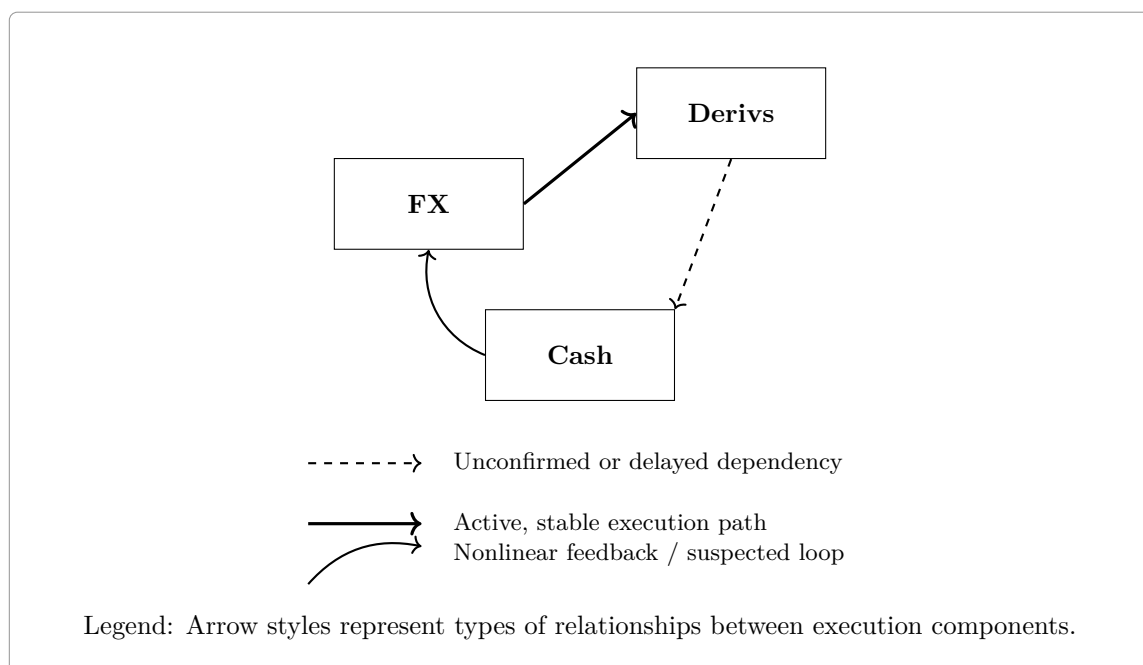 Derivs
FX
Cash
Unconfirmed or delayed dependency
Active, stable execution path
Nonlinear feedback / suspected loop
Legend: Arrow styles represent types of relationships between execution components.